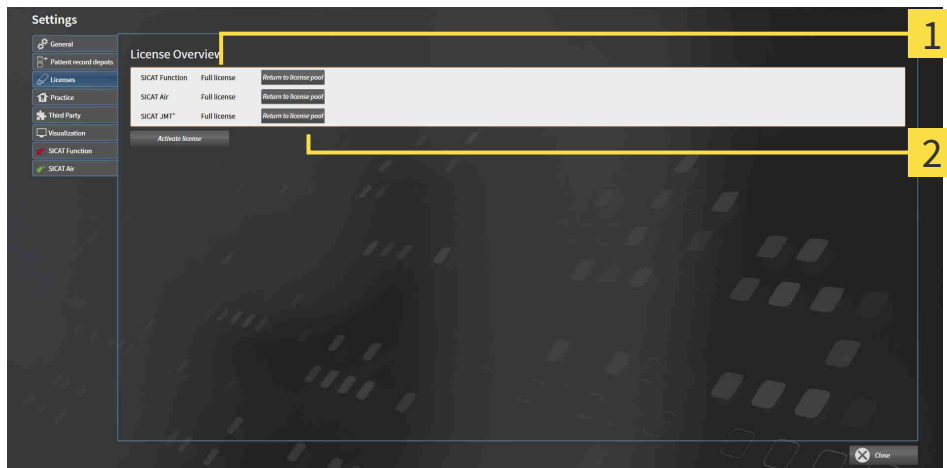 Settings
General
Patient record depots
Licenses
Practice
Third Party
Visualization
SICAT Function
SICAT Air
License Overview
SICAT Function Full license Return to license pool
SICAT Air Full license Return to license pool
SICAT JMT+ Full license Return to license pool
Activate license
1
2
Close